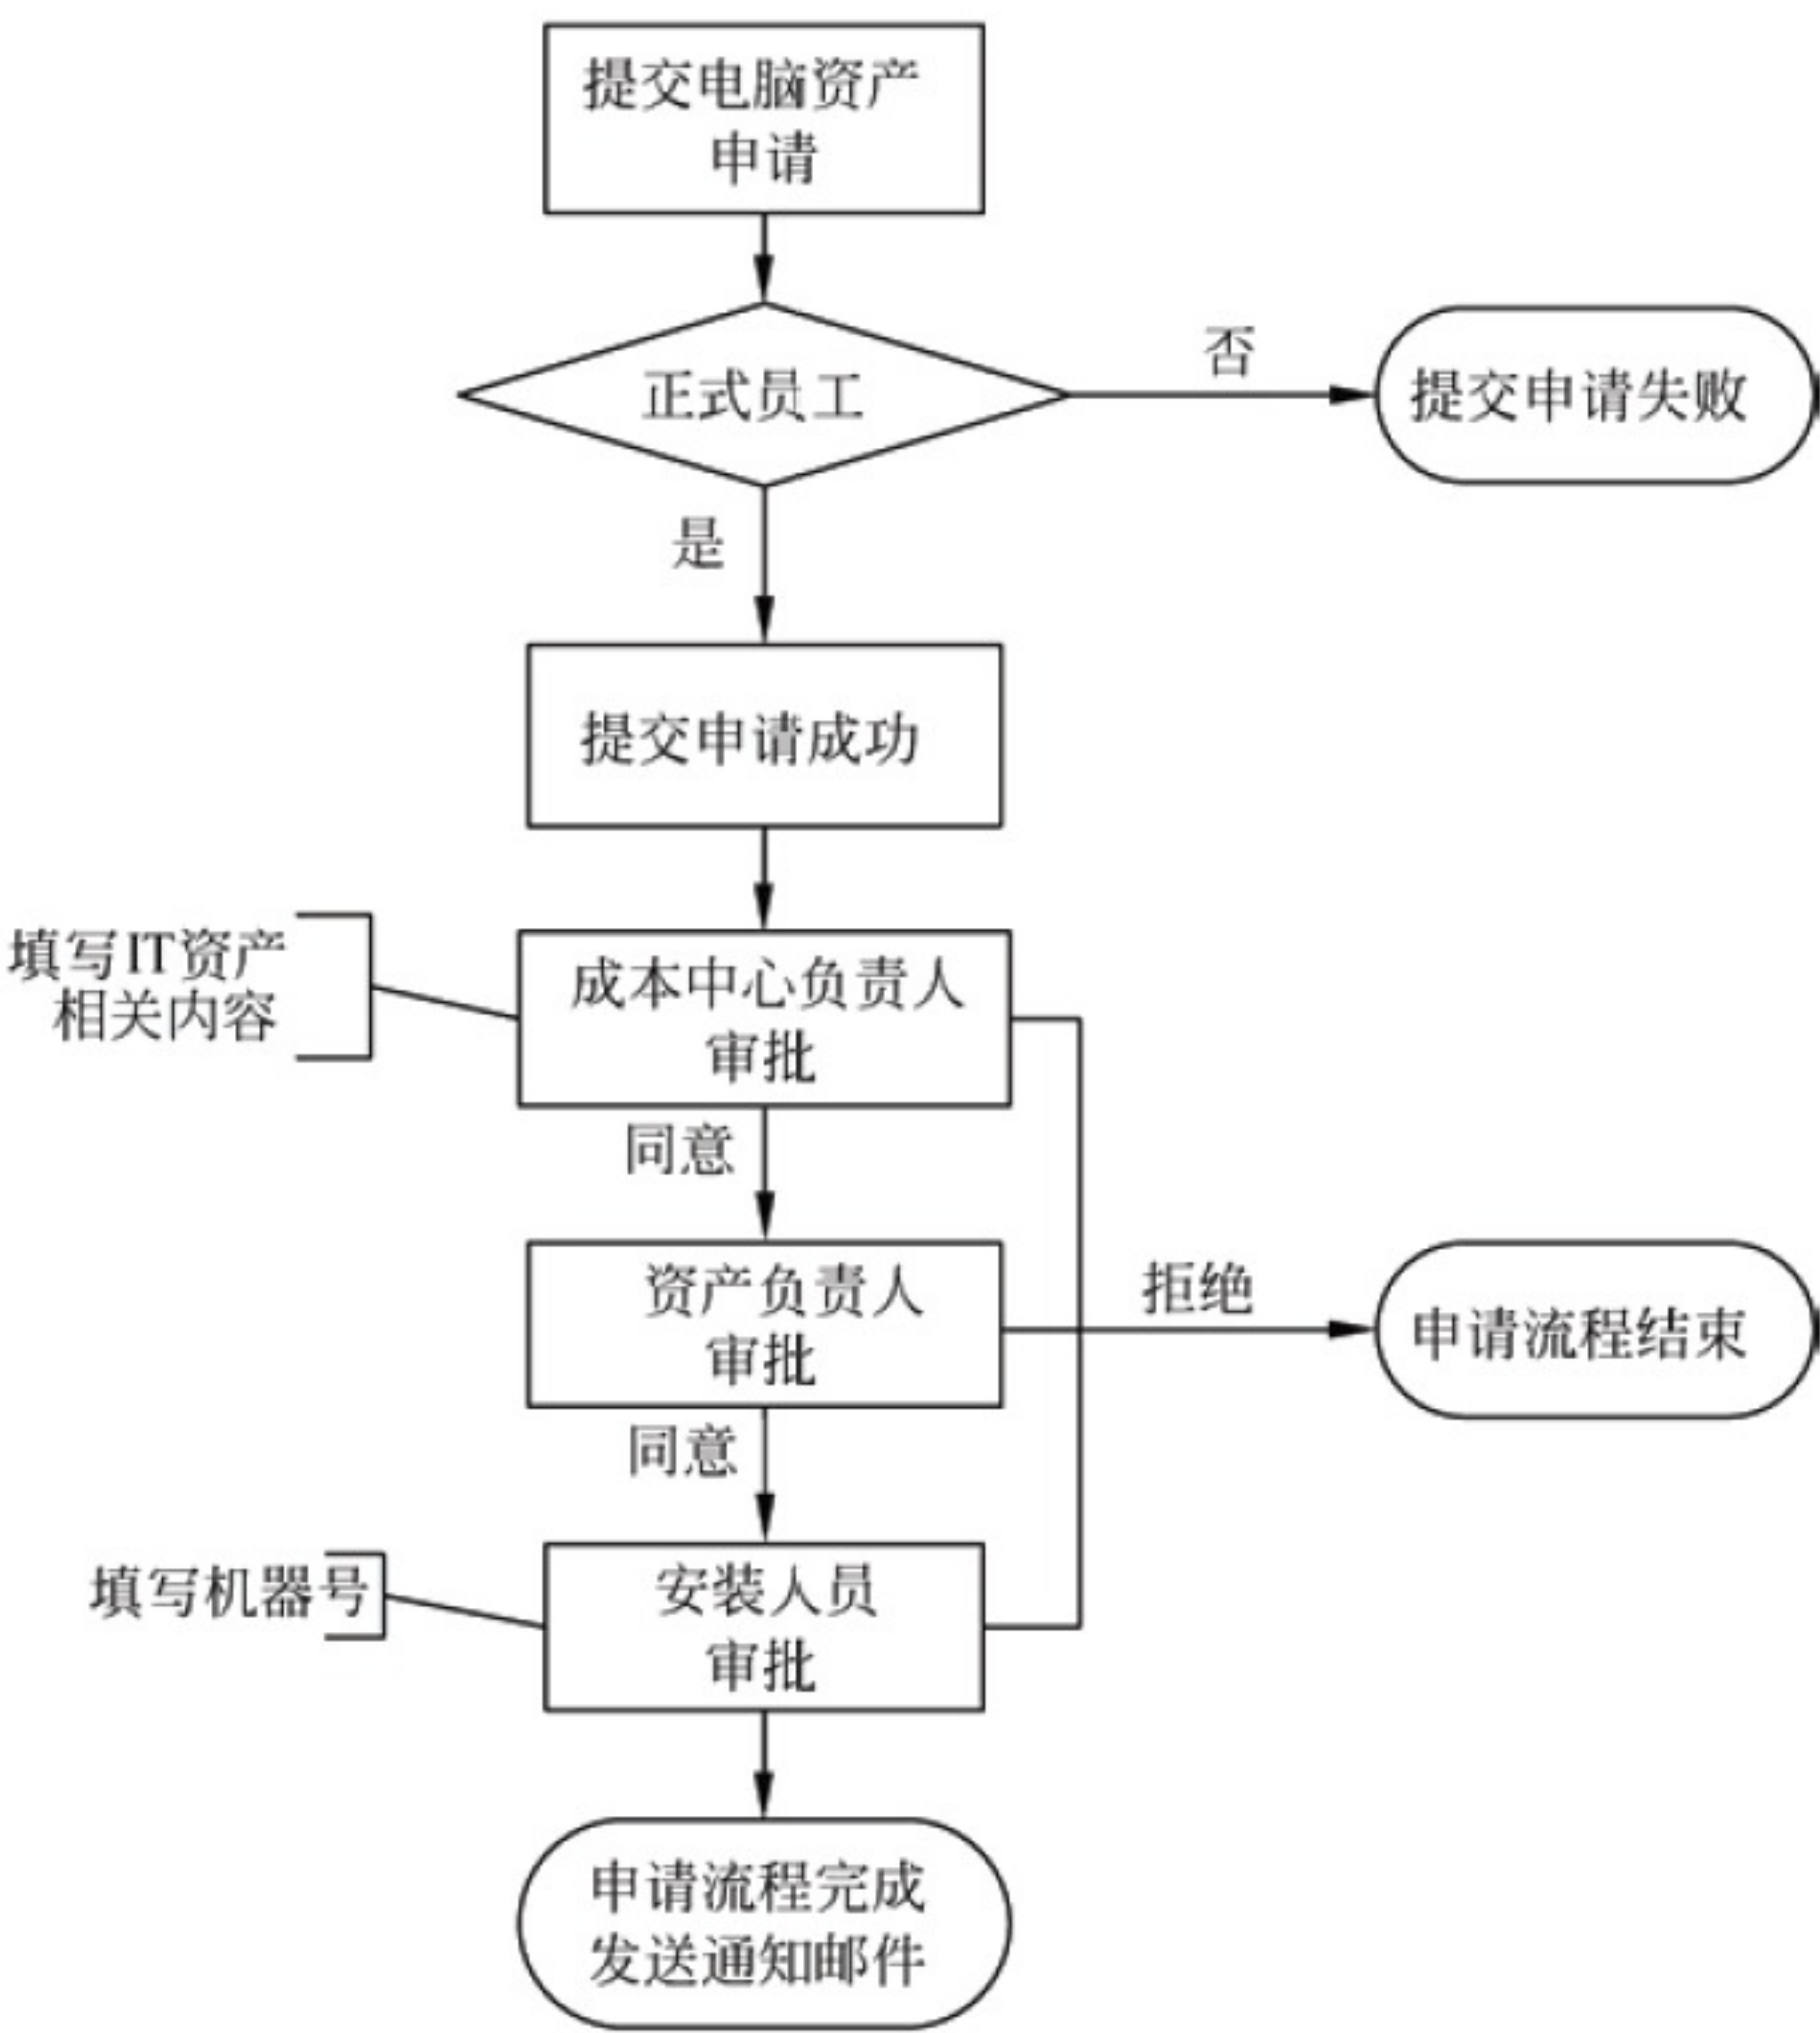 提交电脑资产
申请
正式员工
否
提交申请失败
是
提交申请成功
填写IT资产
相关内容
成本中心负责人
审批
同意
资产负责人
审批
拒绝
申请流程结束
同意
填写机器号
安装人员
审批
申请流程完成
发送通知邮件